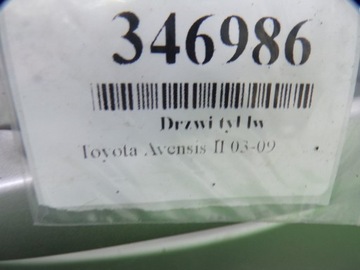 346986
Drzwi tył lw
Toyota Avensis II 03-09